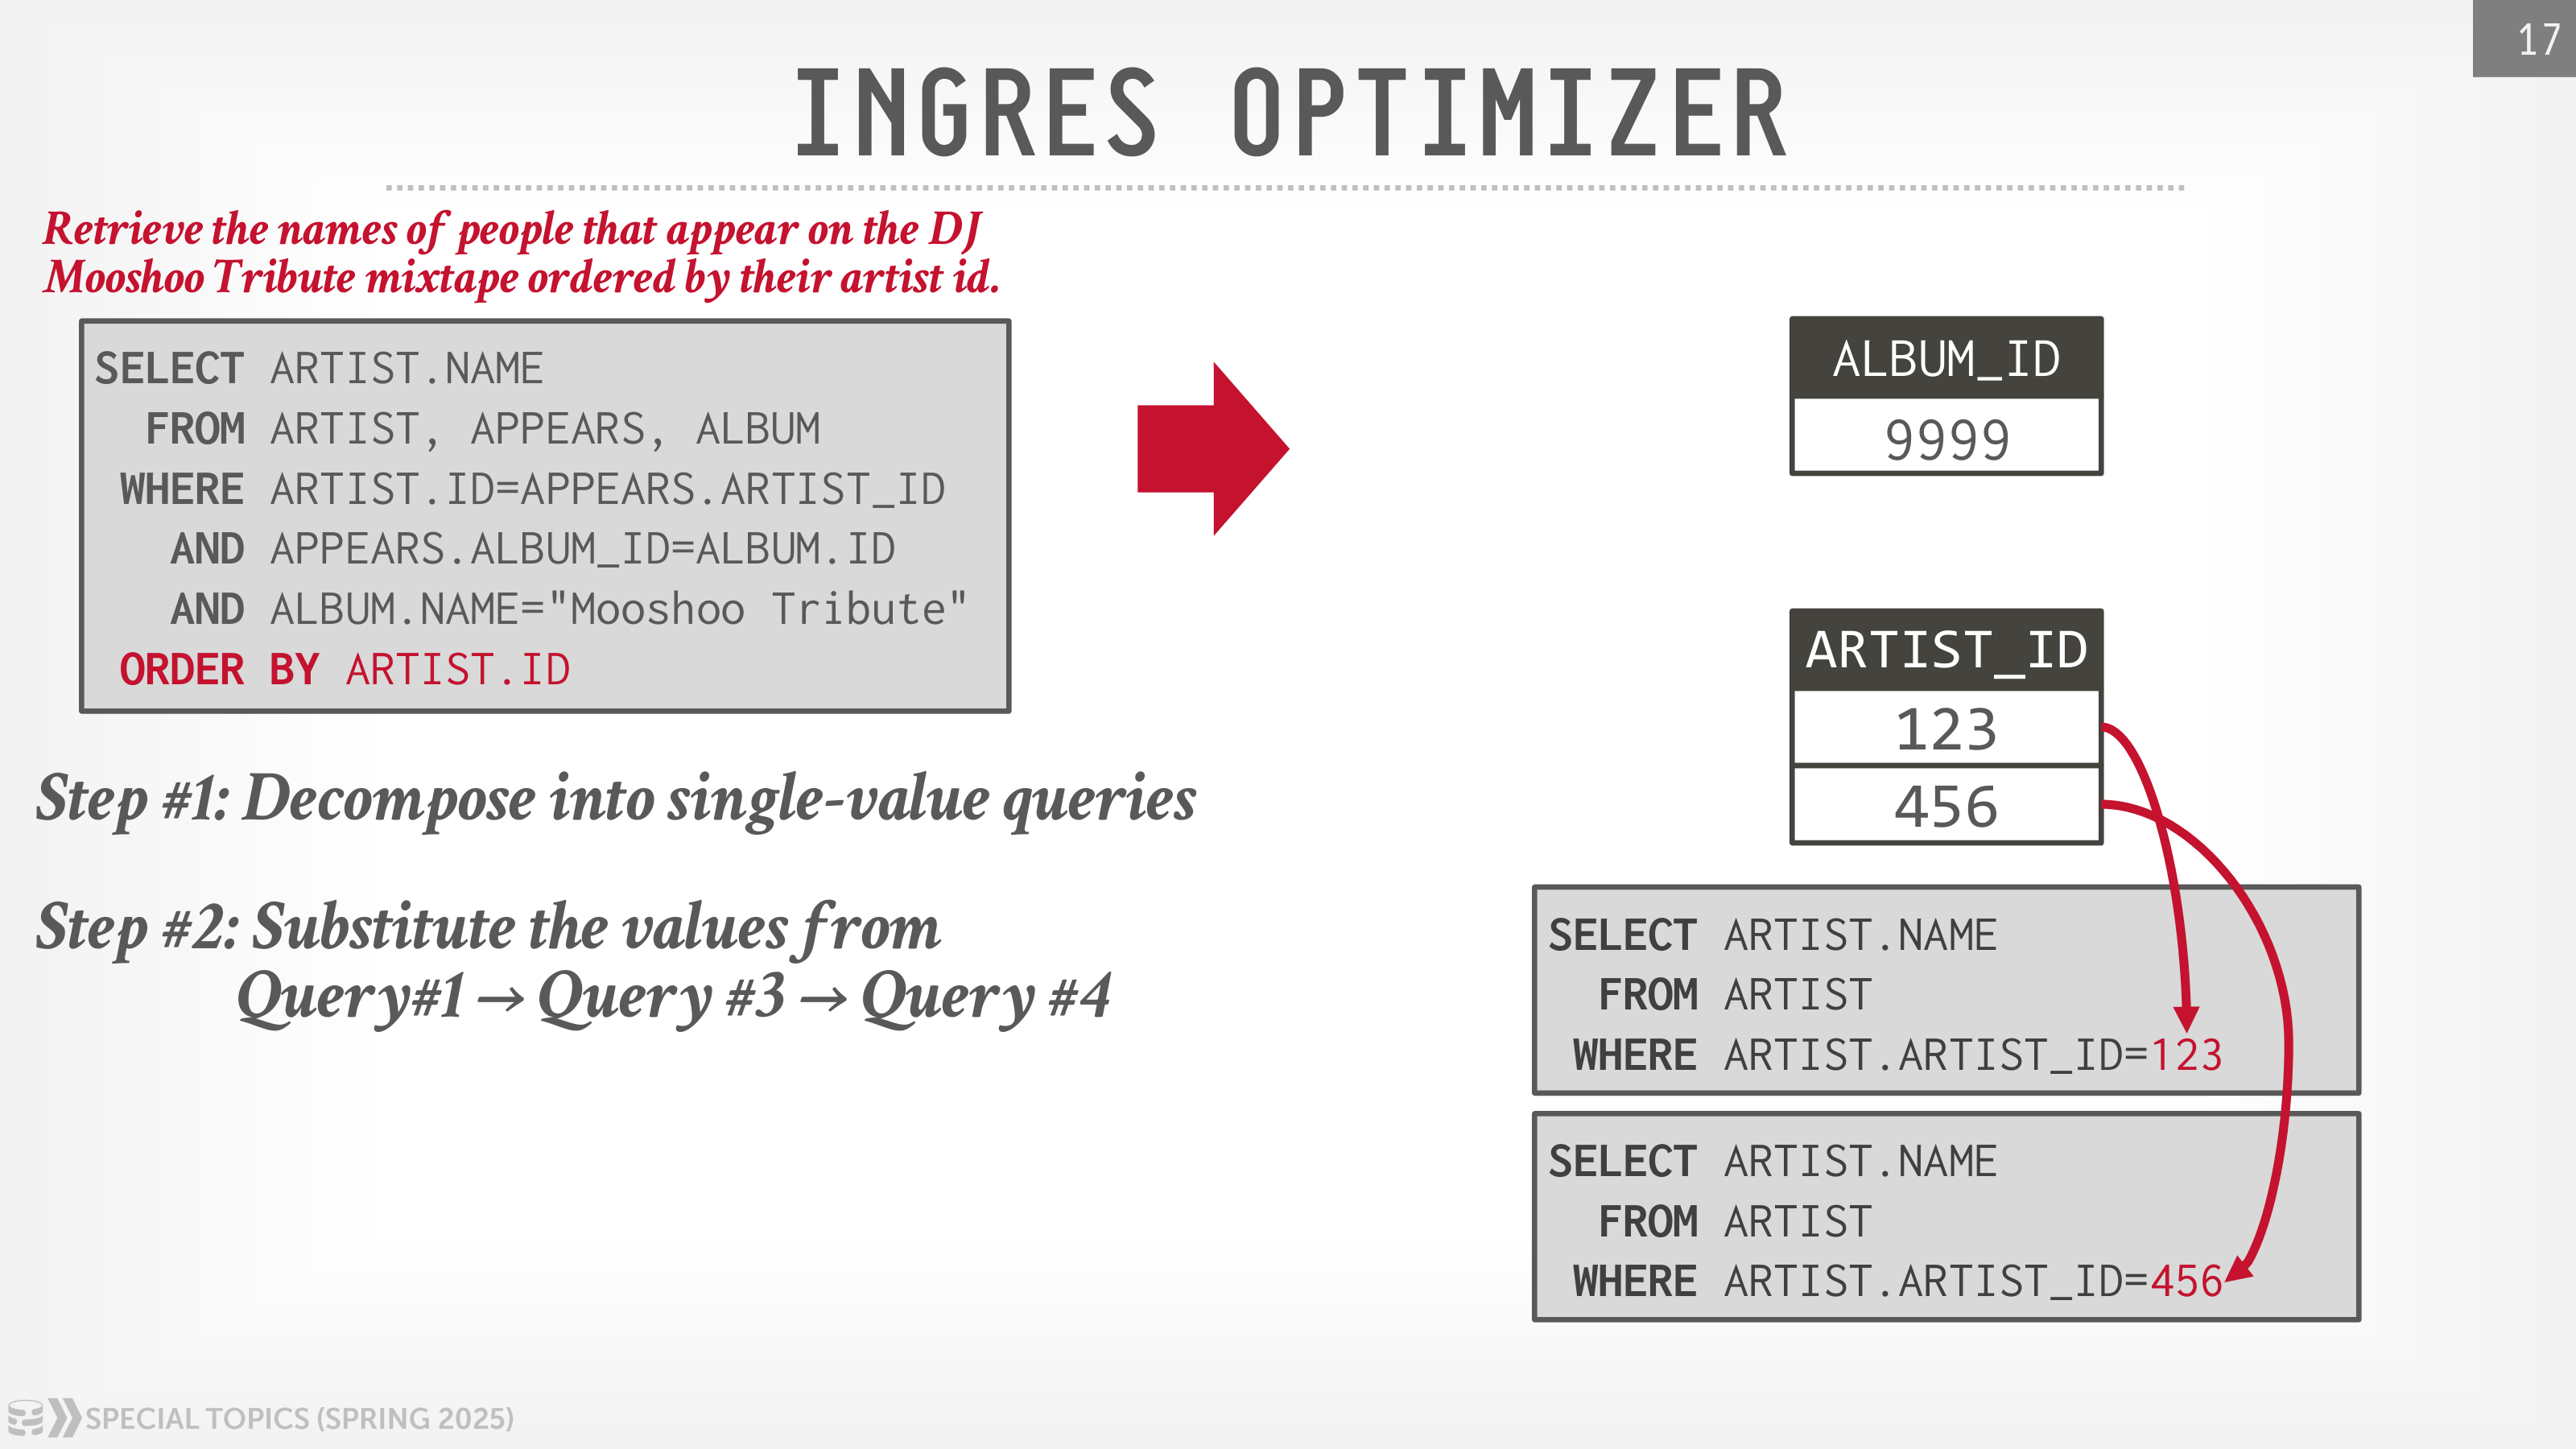 17
INGRES OPTIMIZER
Retrieve the names of people that appear on the DJ
Mooshoo Tribute mixtape ordered by their artist id.
SELECT ARTIST.NAME
FROM ARTIST, APPEARS, ALBUM
WHERE ARTIST.ID=APPEARS.ARTIST_ID
AND APPEARS.ALBUM_ID=ALBUM.ID
AND ALBUM.NAME="Mooshoo Tribute"
ORDER BY ARTIST.ID
Step #1: Decompose into single-value queries
Step #2: Substitute the values from
Query#1 → Query #3 → Query #4
ALBUM_ID
9999
ARTIST_ID
123
456
SELECT ARTIST.NAME
FROM ARTIST
WHERE ARTIST.ARTIST_ID=123
SELECT ARTIST.NAME
FROM ARTIST
WHERE ARTIST.ARTIST_ID=456
SPECIAL TOPICS (SPRING 2025)